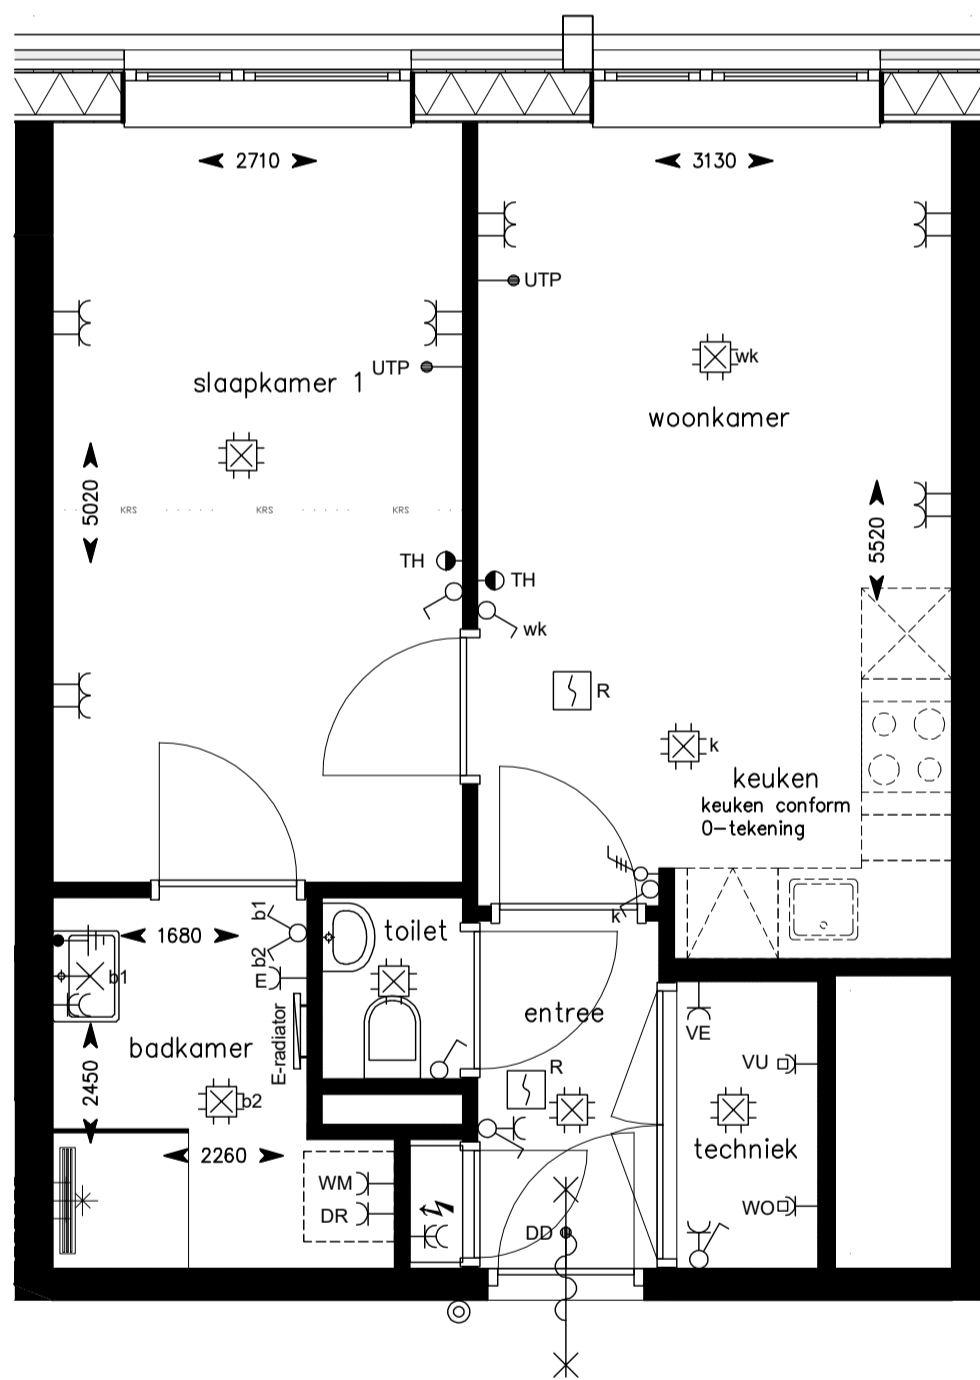 2710
3130
UTP
UTP
wk
slaapkamer 1
woonkamer
5020
KRS
KRS
KRS
5520
TH
TH
wk
R
k
keuken
keuken conform
0-tekening
k
b1
1680
b2
toilet
b1
E
entree
E-radiator
VE
badkamer
2450
R
VU
b2
techniek
2260
WM
DR
DD
WO